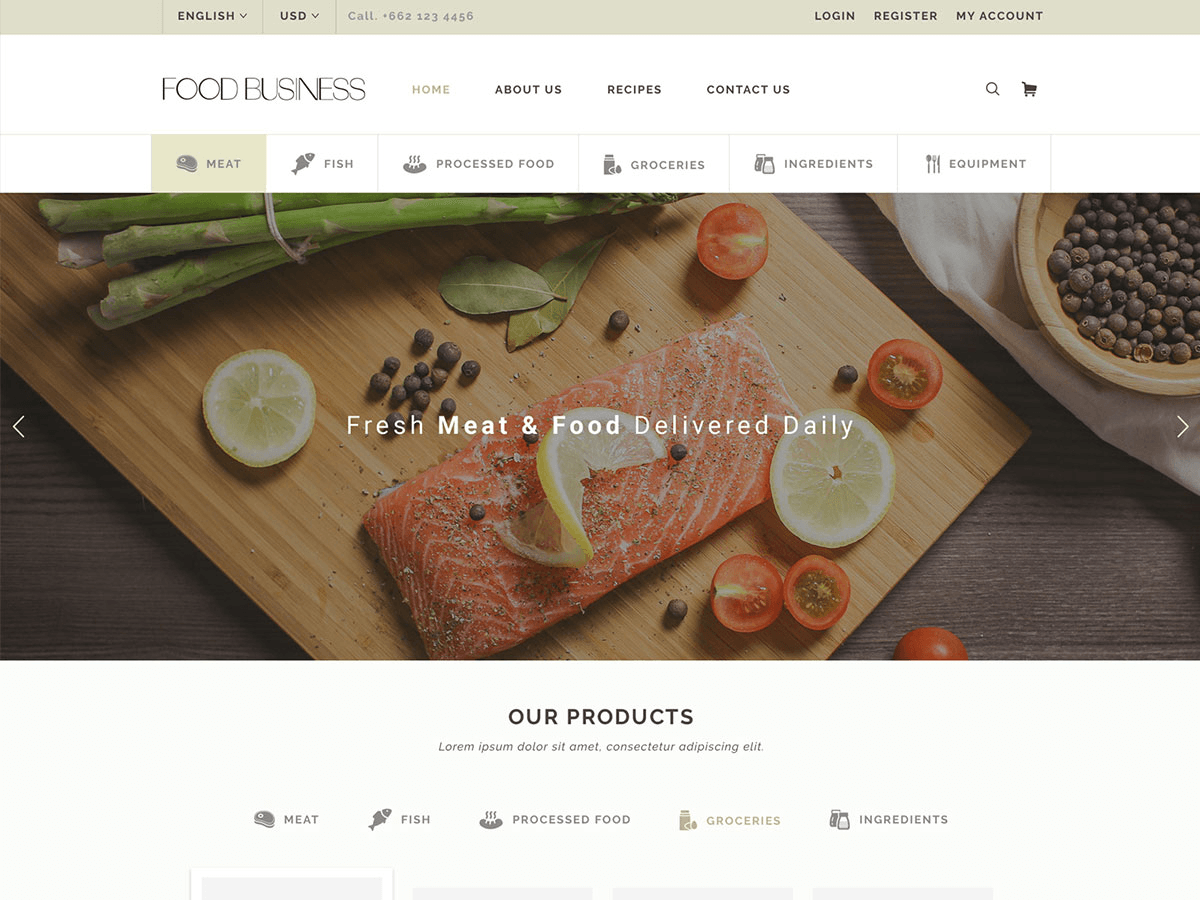 ENGLISH USD Call. +662 123 4456 LOGIN REGISTER MY ACCOUNT
FOOD BUSINESS HOME ABOUT US RECIPES CONTACT US
MEAT FISH PROCESSED FOOD GROCERIES INGREDIENTS EQUIPMENT
Fresh Meat & Food Delivered Daily
OUR PRODUCTS
Lorem ipsum dolor sit amet, consectetur adipiscing elit.
MEAT FISH PROCESSED FOOD GROCERIES INGREDIENTS